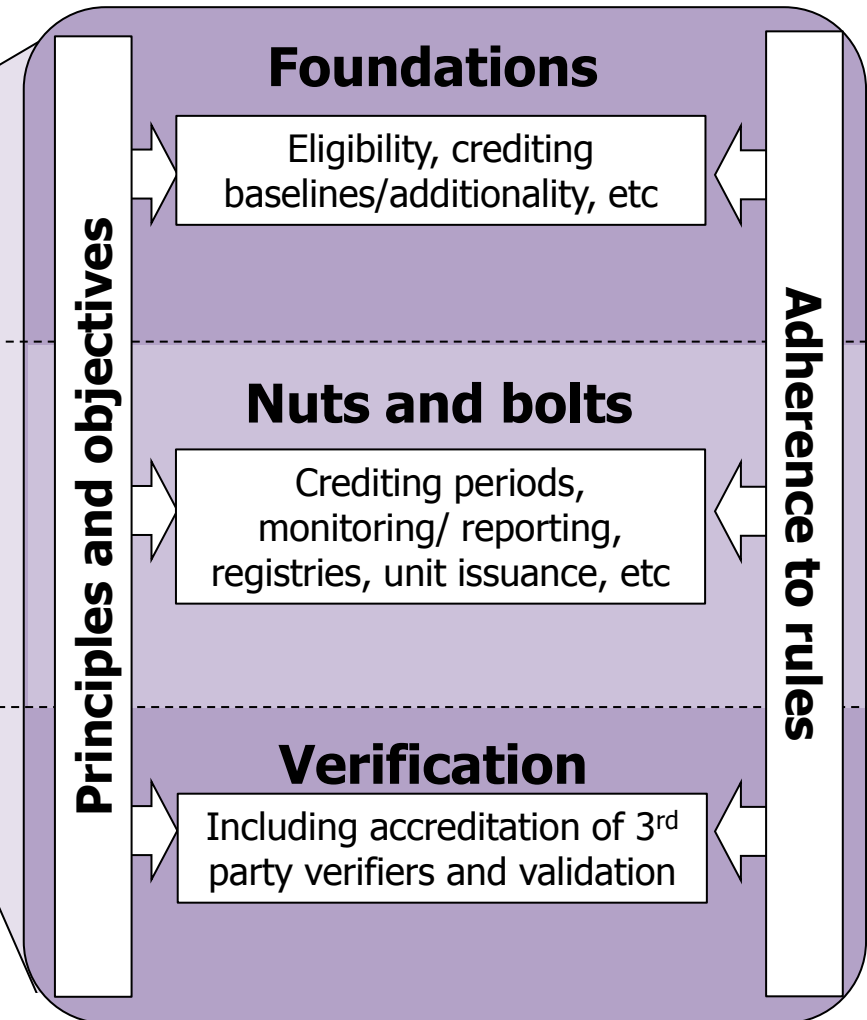 Foundations
Eligibility, crediting
baselines/additionality, etc
Principles and objectives
Adherence to rules
Nuts and bolts
Crediting periods,
monitoring/ reporting,
registries, unit issuance, etc
Verification
Including accreditation of 3rd
party verifiers and validation